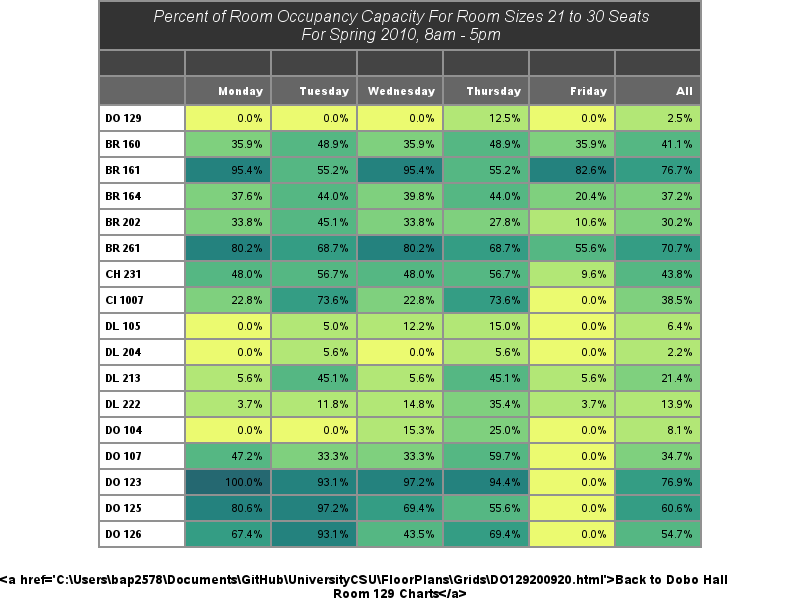 Percent of Room Occupancy Capacity For Room Sizes 21 to 30 Seats
For Spring 2010, 8am - 5pm
Monday Tuesday Wednesday Thursday Friday All
DO 129 0.0% 0.0% 0.0% 12.5% 0.0% 2.5%
BR 160 35.9% 48.9% 35.9% 48.9% 35.9% 41.1%
BR 161 95.4% 55.2% 95.4% 55.2% 82.6% 76.7%
BR 164 37.6% 44.0% 39.8% 44.0% 20.4% 37.2%
BR 202 33.8% 45.1% 33.8% 27.8% 10.6% 30.2%
BR 261 80.2% 68.7% 80.2% 68.7% 55.6% 70.7%
CH 231 48.0% 56.7% 48.0% 56.7% 9.6% 43.8%
CI 1007 22.8% 73.6% 22.8% 73.6% 0.0% 38.5%
DL 105 0.0% 5.0% 12.2% 15.0% 0.0% 6.4%
DL 204 0.0% 5.6% 0.0% 5.6% 0.0% 2.2%
DL 213 5.6% 45.1% 5.6% 45.1% 5.6% 21.4%
DL 222 3.7% 11.8% 14.8% 35.4% 3.7% 13.9%
DO 104 0.0% 0.0% 15.3% 25.0% 0.0% 8.1%
DO 107 47.2% 33.3% 33.3% 59.7% 0.0% 34.7%
DO 123 100.0% 93.1% 97.2% 94.4% 0.0% 76.9%
DO 125 80.6% 97.2% 69.4% 55.6% 0.0% 60.6%
DO 126 67.4% 93.1% 43.5% 69.4% 0.0% 54.7%
<a href='C:\Users\bap2578\Documents\GitHub\UniversityCSU\FloorPlans\Grids\DO129200920.html'>Back to Dobo Hall
Room 129 Charts</a>